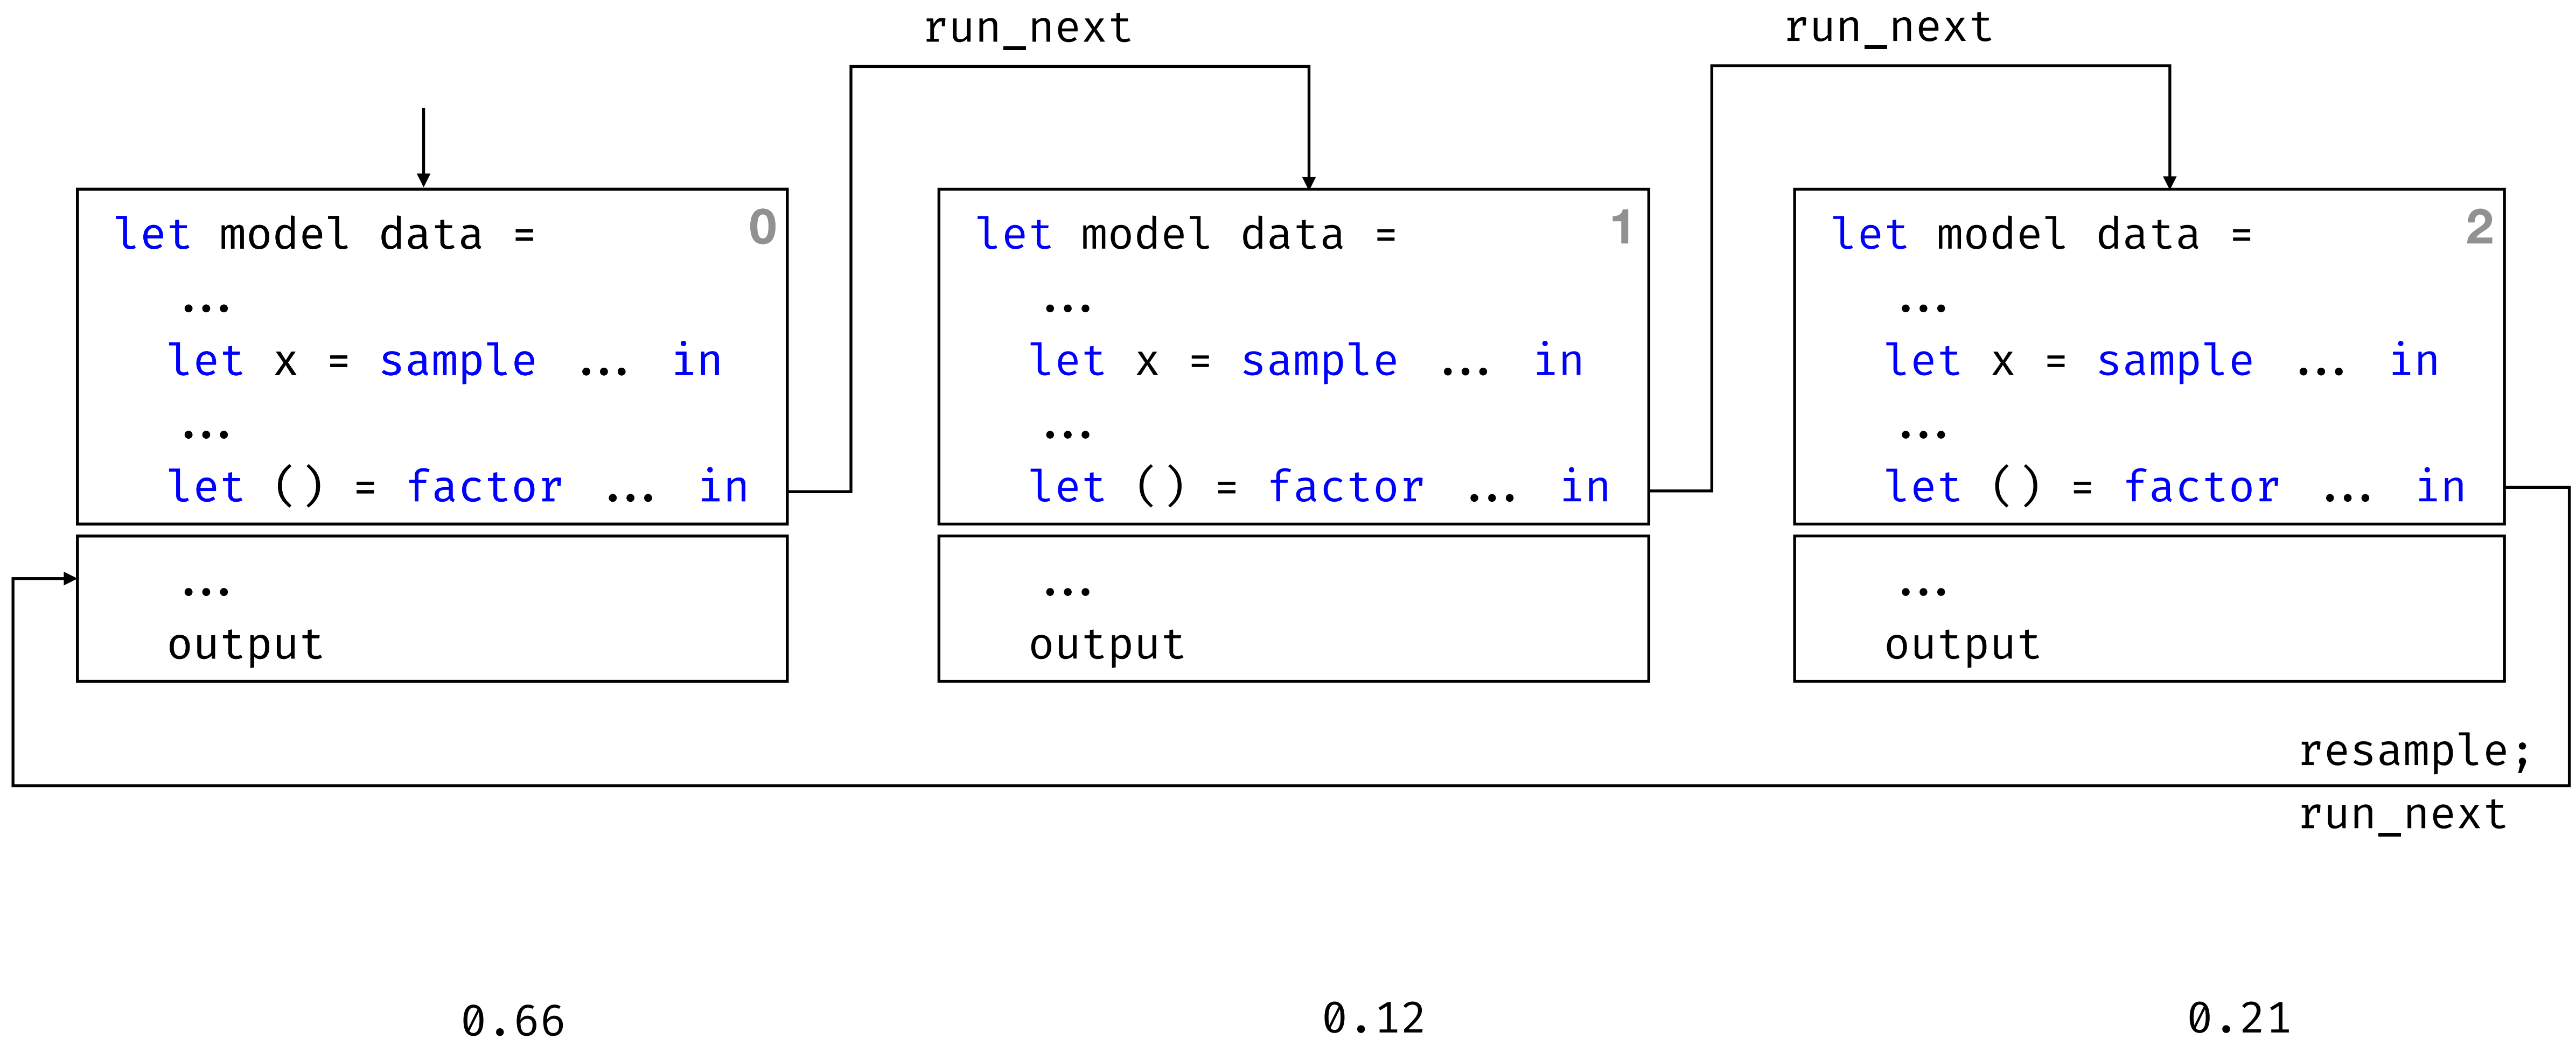 run_next
run_next
let model data = 0
...
let x = sample ... in
...
let () = factor ... in
...
output
let model data = 1
...
let x = sample ... in
...
let () = factor ... in
...
output
let model data = 2
...
let x = sample ... in
...
let () = factor ... in
...
output
resample;
run_next
0.66
0.12
0.21